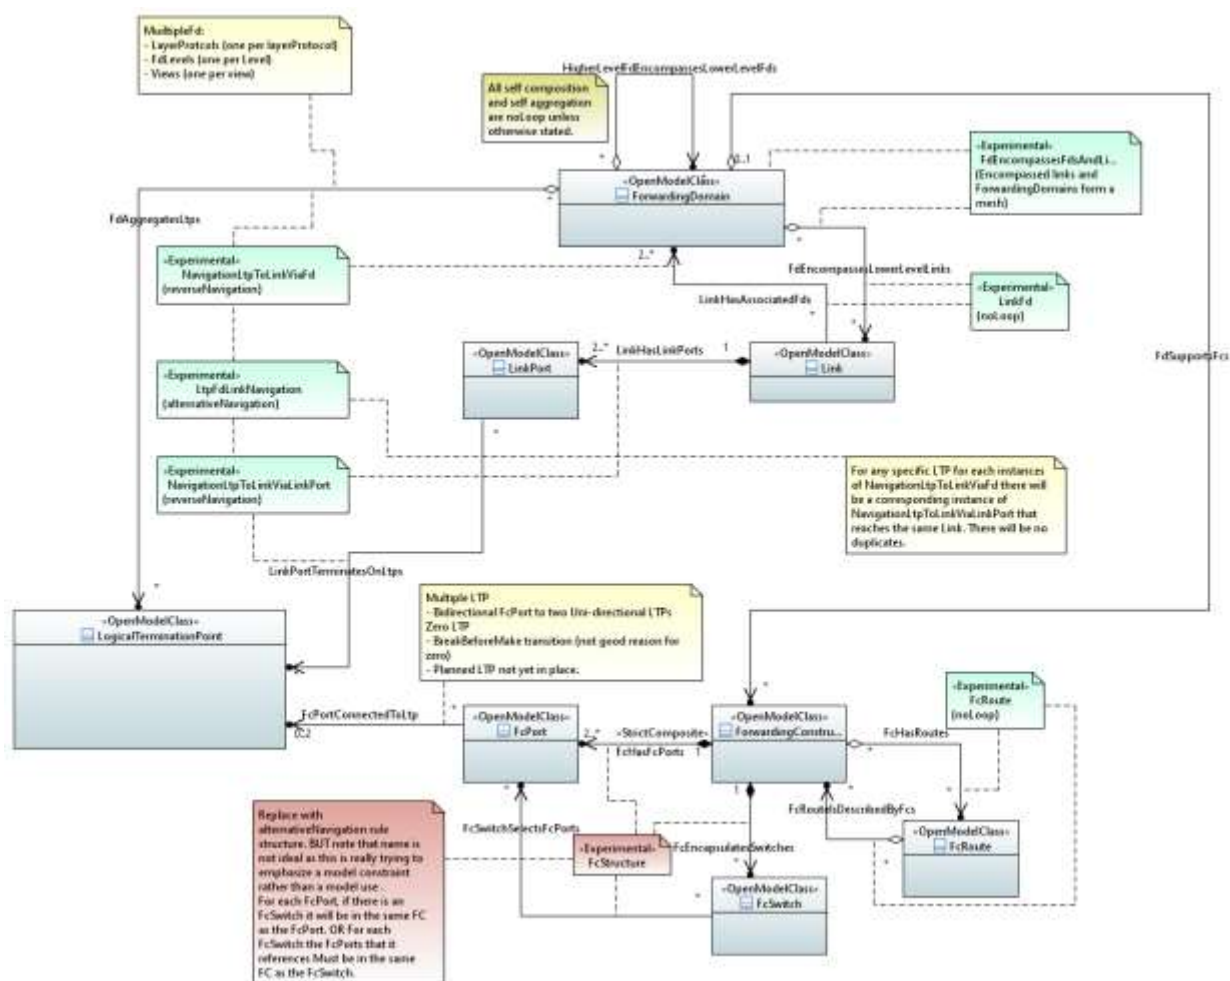 MultipleFd:
- LayerProtcols (one per layerProtocol)
- FdLevels (one per Level)
- Views (one per view)
HigherLevelFdEncompassesLowerLevelFds
All self composition
and self aggregation
are noLoop unless
otherwise stated.
*
0..1
«Experimental»
FdEncompassesFdsAndLi...
(Encompassed links and
ForwardingDomains form a
mesh)
«OpenModelClass»
ForwardingDomain
*
FdAggregatesLtps
*
2..*
«Experimental»
NavigationLtpToLinkViaFd
(reverseNavigation)
FdEncompassesLowerLevelLinks
«Experimental»
LinkFd
(noLoop)
LinkHasAssociatedFds
*
*
2..*
LinkHasLinkPorts
1
«OpenModelClass»
LinkPort
«OpenModelClass»
Link
FdSupportsFcs
«Experimental»
LtpFdLinkNavigation
(alternativeNavigation)
*
«Experimental»
NavigationLtpToLinkViaLinkPort
(reverseNavigation)
For any specific LTP for each instances
of NavigationLtpToLinkViaFd there will
be a corresponding instance of
NavigationLtpToLinkViaLinkPort that
reaches the same Link. There will be no
duplicates.
LinkPortTerminatesOnLtps
*
Multiple LTP
- Bidirectional FcPort to two Uni-directional LTPs
Zero LTP
- BreakBeforeMake transition (not good reason for
zero)
- Planned LTP not yet in place.
«OpenModelClass»
LogicalTerminationPoint
*
«Experimental»
FcRoute
(noLoop)
FcPortConnectedToLtp
*
0..2
«OpenModelClass»
FcPort
2..*
«StrictComposite»
FcHasFcPorts
1
«OpenModelClass»
ForwardingConstru...
FcHasRoutes
*
*
1
*
FcRouteIsDescribedByFcs
*
Replace with
alternativeNavigation rule
structure. BUT note that name is
not ideal as this is really trying to
emphasize a model constraint
rather than a model use.
For each FcPort, if there is an
FcSwitch it will be in the same FC
as the FcPort. OR For each
FcSwitch the FcPorts that it
references Must be in the same
FC as the FcSwitch.
FcSwitchSelectsFcPorts
«Experimental»
FcStructure
FcEncapsulatesSwitches
*
«OpenModelClass»
FcRoute
*
*
«OpenModelClass»
FcSwitch